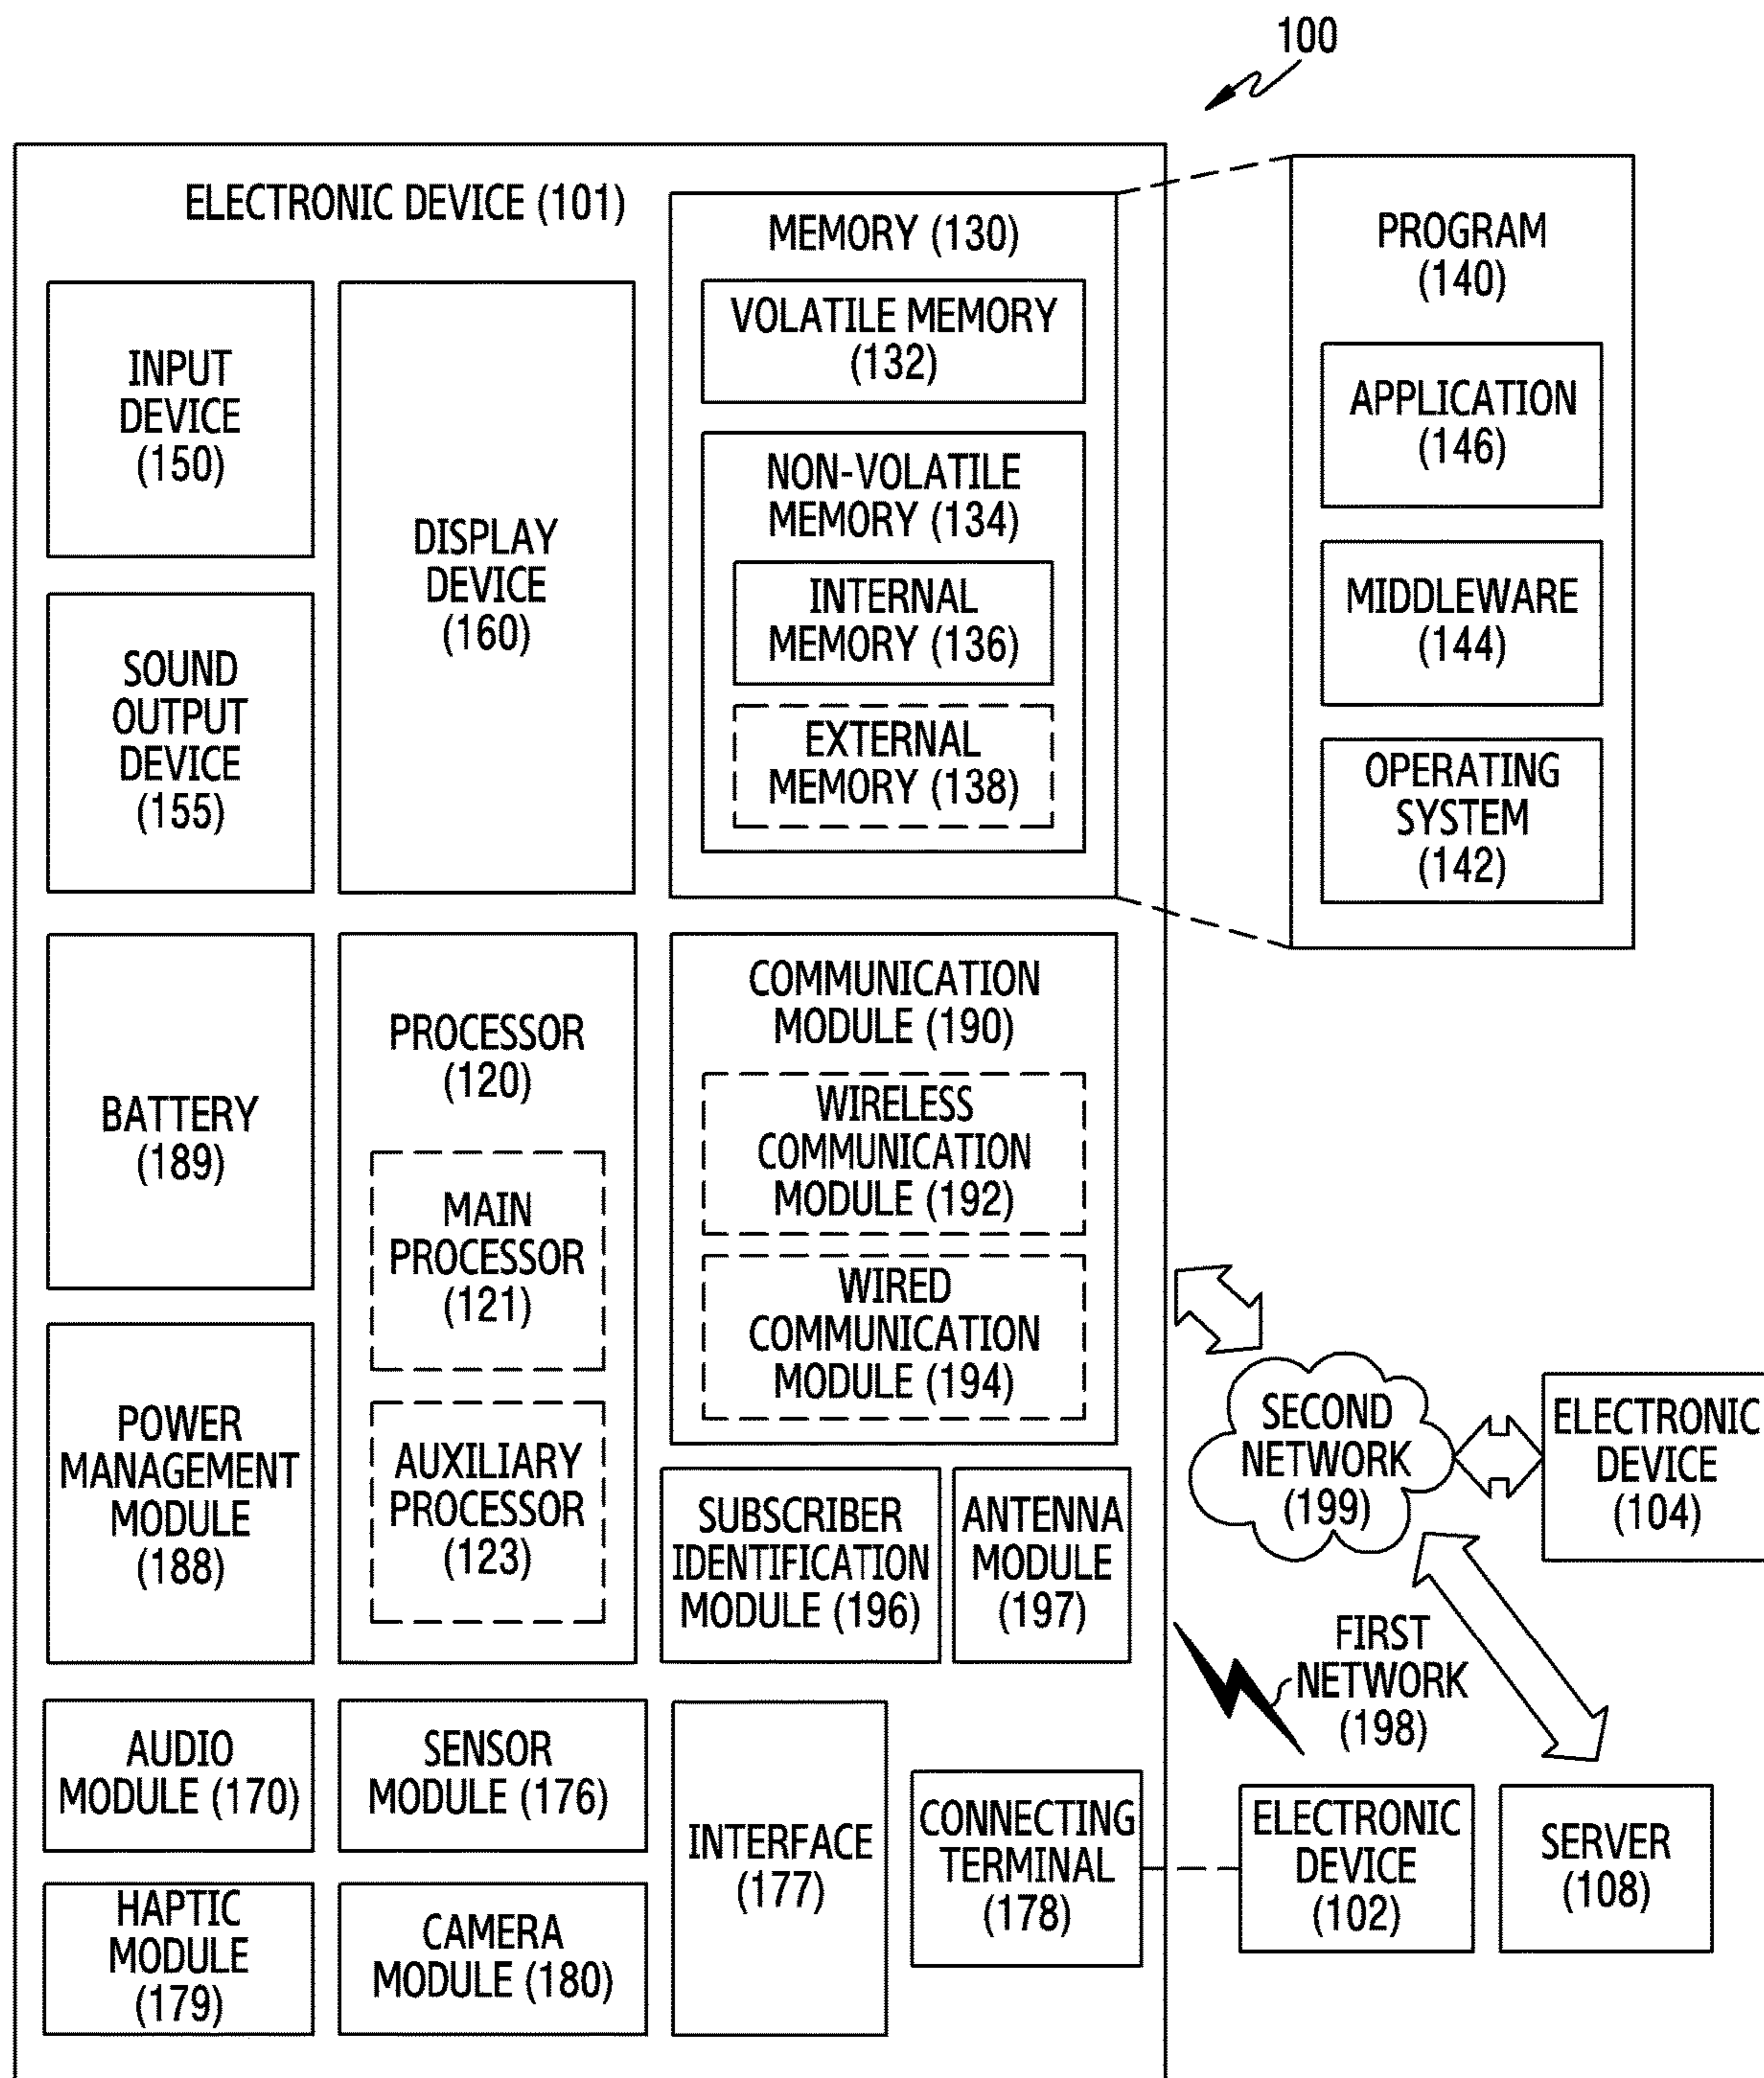 100
ELECTRONIC DEVICE (101)
INPUT
DEVICE
(150)
SOUND
OUTPUT
DEVICE
(155)
DISPLAY
DEVICE
(160)
MEMORY (130)
VOLATILE MEMORY
(132)
NON-VOLATILE
MEMORY (134)
INTERNAL
MEMORY (136)
EXTERNAL
MEMORY (138)
PROGRAM
(140)
APPLICATION
(146)
MIDDLEWARE
(144)
OPERATING
SYSTEM
(142)
BATTERY
(189)
POWER
MANAGEMENT
MODULE
(188)
PROCESSOR
(120)
MAIN
PROCESSOR
(121)
AUXILIARY
PROCESSOR
(123)
COMMUNICATION
MODULE (190)
WIRELESS
COMMUNICATION
MODULE (192)
WIRED
COMMUNICATION
MODULE (194)
SUBSCRIBER
IDENTIFICATION
MODULE (196)
ANTENNA
MODULE
(197)
SECOND
NETWORK
(199)
ELECTRONIC
DEVICE
(104)
FIRST
NETWORK
(198)
AUDIO
MODULE (170)
SENSOR
MODULE (176)
INTERFACE
(177)
CONNECTING
TERMINAL
(178)
ELECTRONIC
DEVICE
(102)
SERVER
(108)
HAPTIC
MODULE
(179)
CAMERA
MODULE (180)